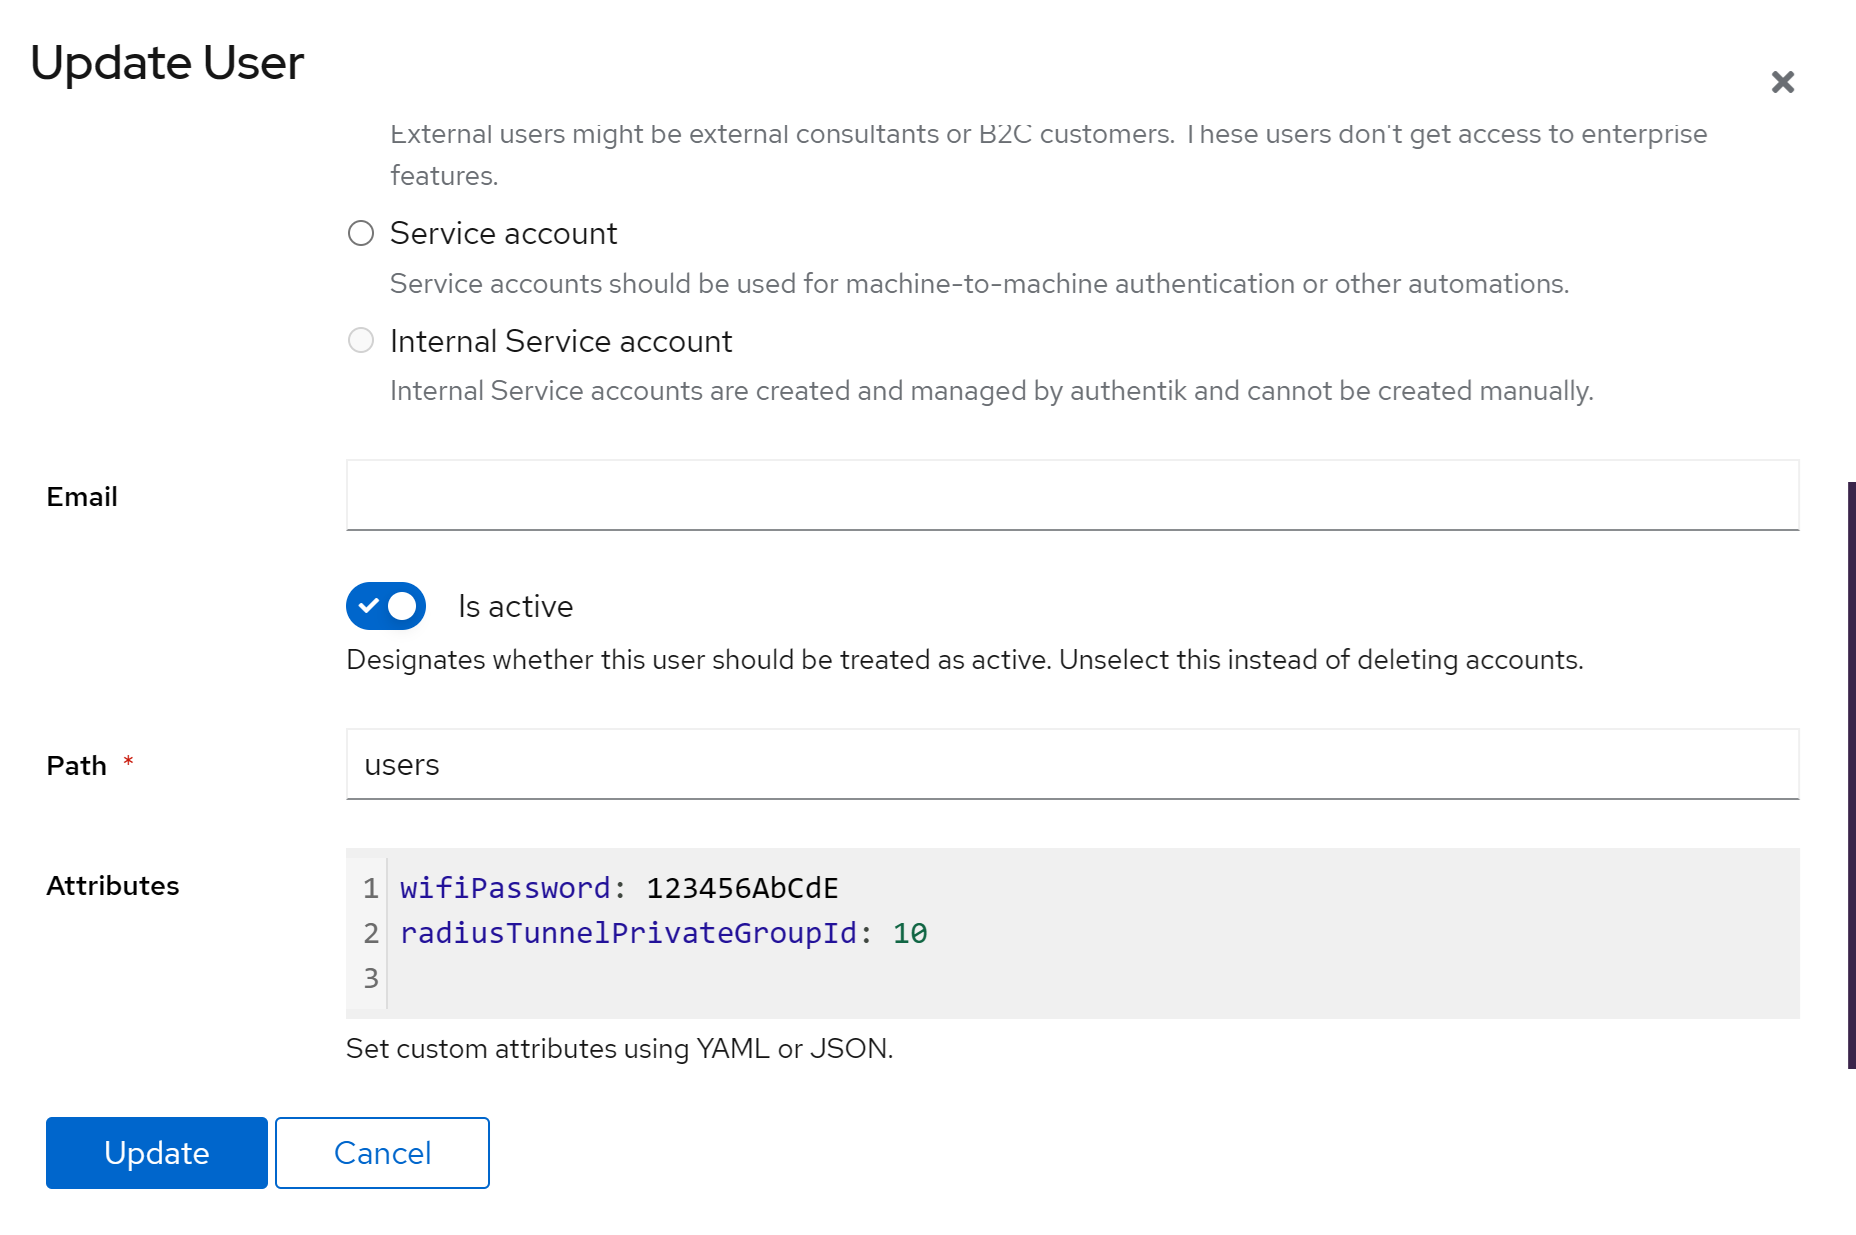 Update User
External users might be external consultants or B2C customers. These users don't get access to enterprise
features.
Service account
Service accounts should be used for machine-to-machine authentication or other automations.
Internal Service account
Internal Service accounts are created and managed by authentik and cannot be created manually.
Email
Is active
Designates whether this user should be treated as active. Unselect this instead of deleting accounts.
Path *
users
Attributes
1 wifiPassword: 123456AbCdE
2 radiusTunnelPrivateGroupId: 10
3
Set custom attributes using YAML or JSON.
Update Cancel